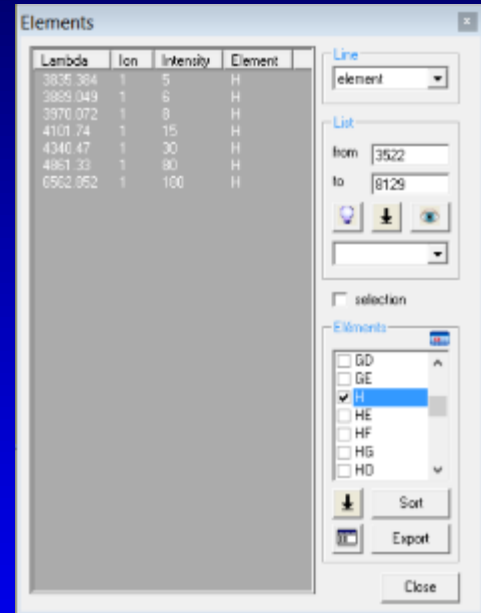 Elements
Lambda Ion Intensity Element
3835.384 1 5 H
3889.049 1 6 H
3970.072 1 8 H
4101.74 1 15 H
4340.47 1 30 H
4861.33 1 80 H
6562.852 1 100 H
Line
element
List
from 3522
to 8129
selection
Eléments
GD
GE
H
HE
HF
HG
HO
Sort
Export
Close